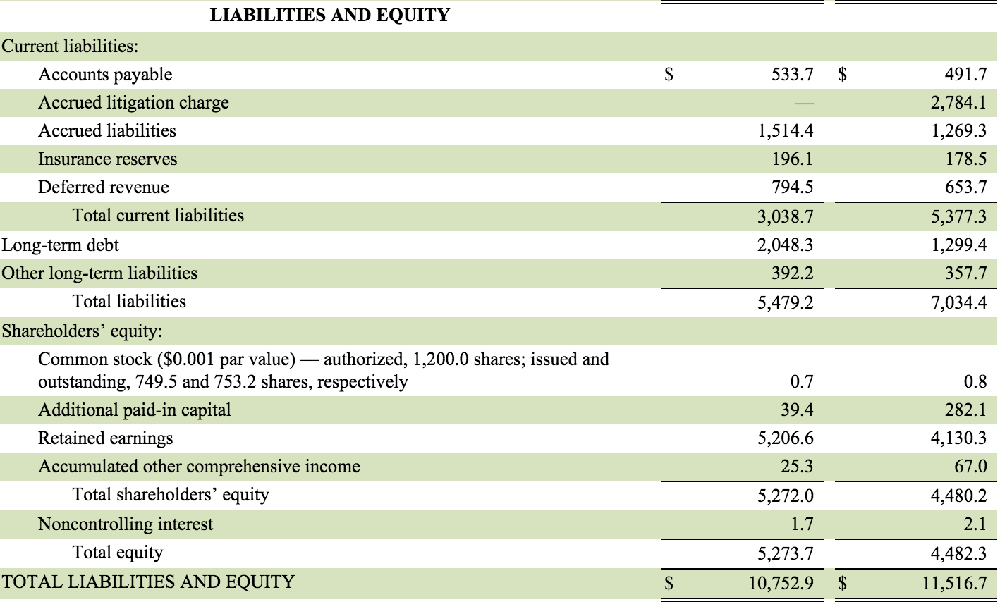 LIABILITIES AND EQUITY
Current liabilities:
Accounts payable $ 533.7 $ 491.7
Accrued litigation charge — 2,784.1
Accrued liabilities 1,514.4 1,269.3
Insurance reserves 196.1 178.5
Deferred revenue 794.5 653.7
Total current liabilities 3,038.7 5,377.3
Long-term debt 2,048.3 1,299.4
Other long-term liabilities 392.2 357.7
Total liabilities 5,479.2 7,034.4
Shareholders’ equity:
Common stock ($0.001 par value) — authorized, 1,200.0 shares; issued and
outstanding, 749.5 and 753.2 shares, respectively 0.7 0.8
Additional paid-in capital 39.4 282.1
Retained earnings 5,206.6 4,130.3
Accumulated other comprehensive income 25.3 67.0
Total shareholders’ equity 5,272.0 4,480.2
Noncontrolling interest 1.7 2.1
Total equity 5,273.7 4,482.3
TOTAL LIABILITIES AND EQUITY $ 10,752.9 $ 11,516.7